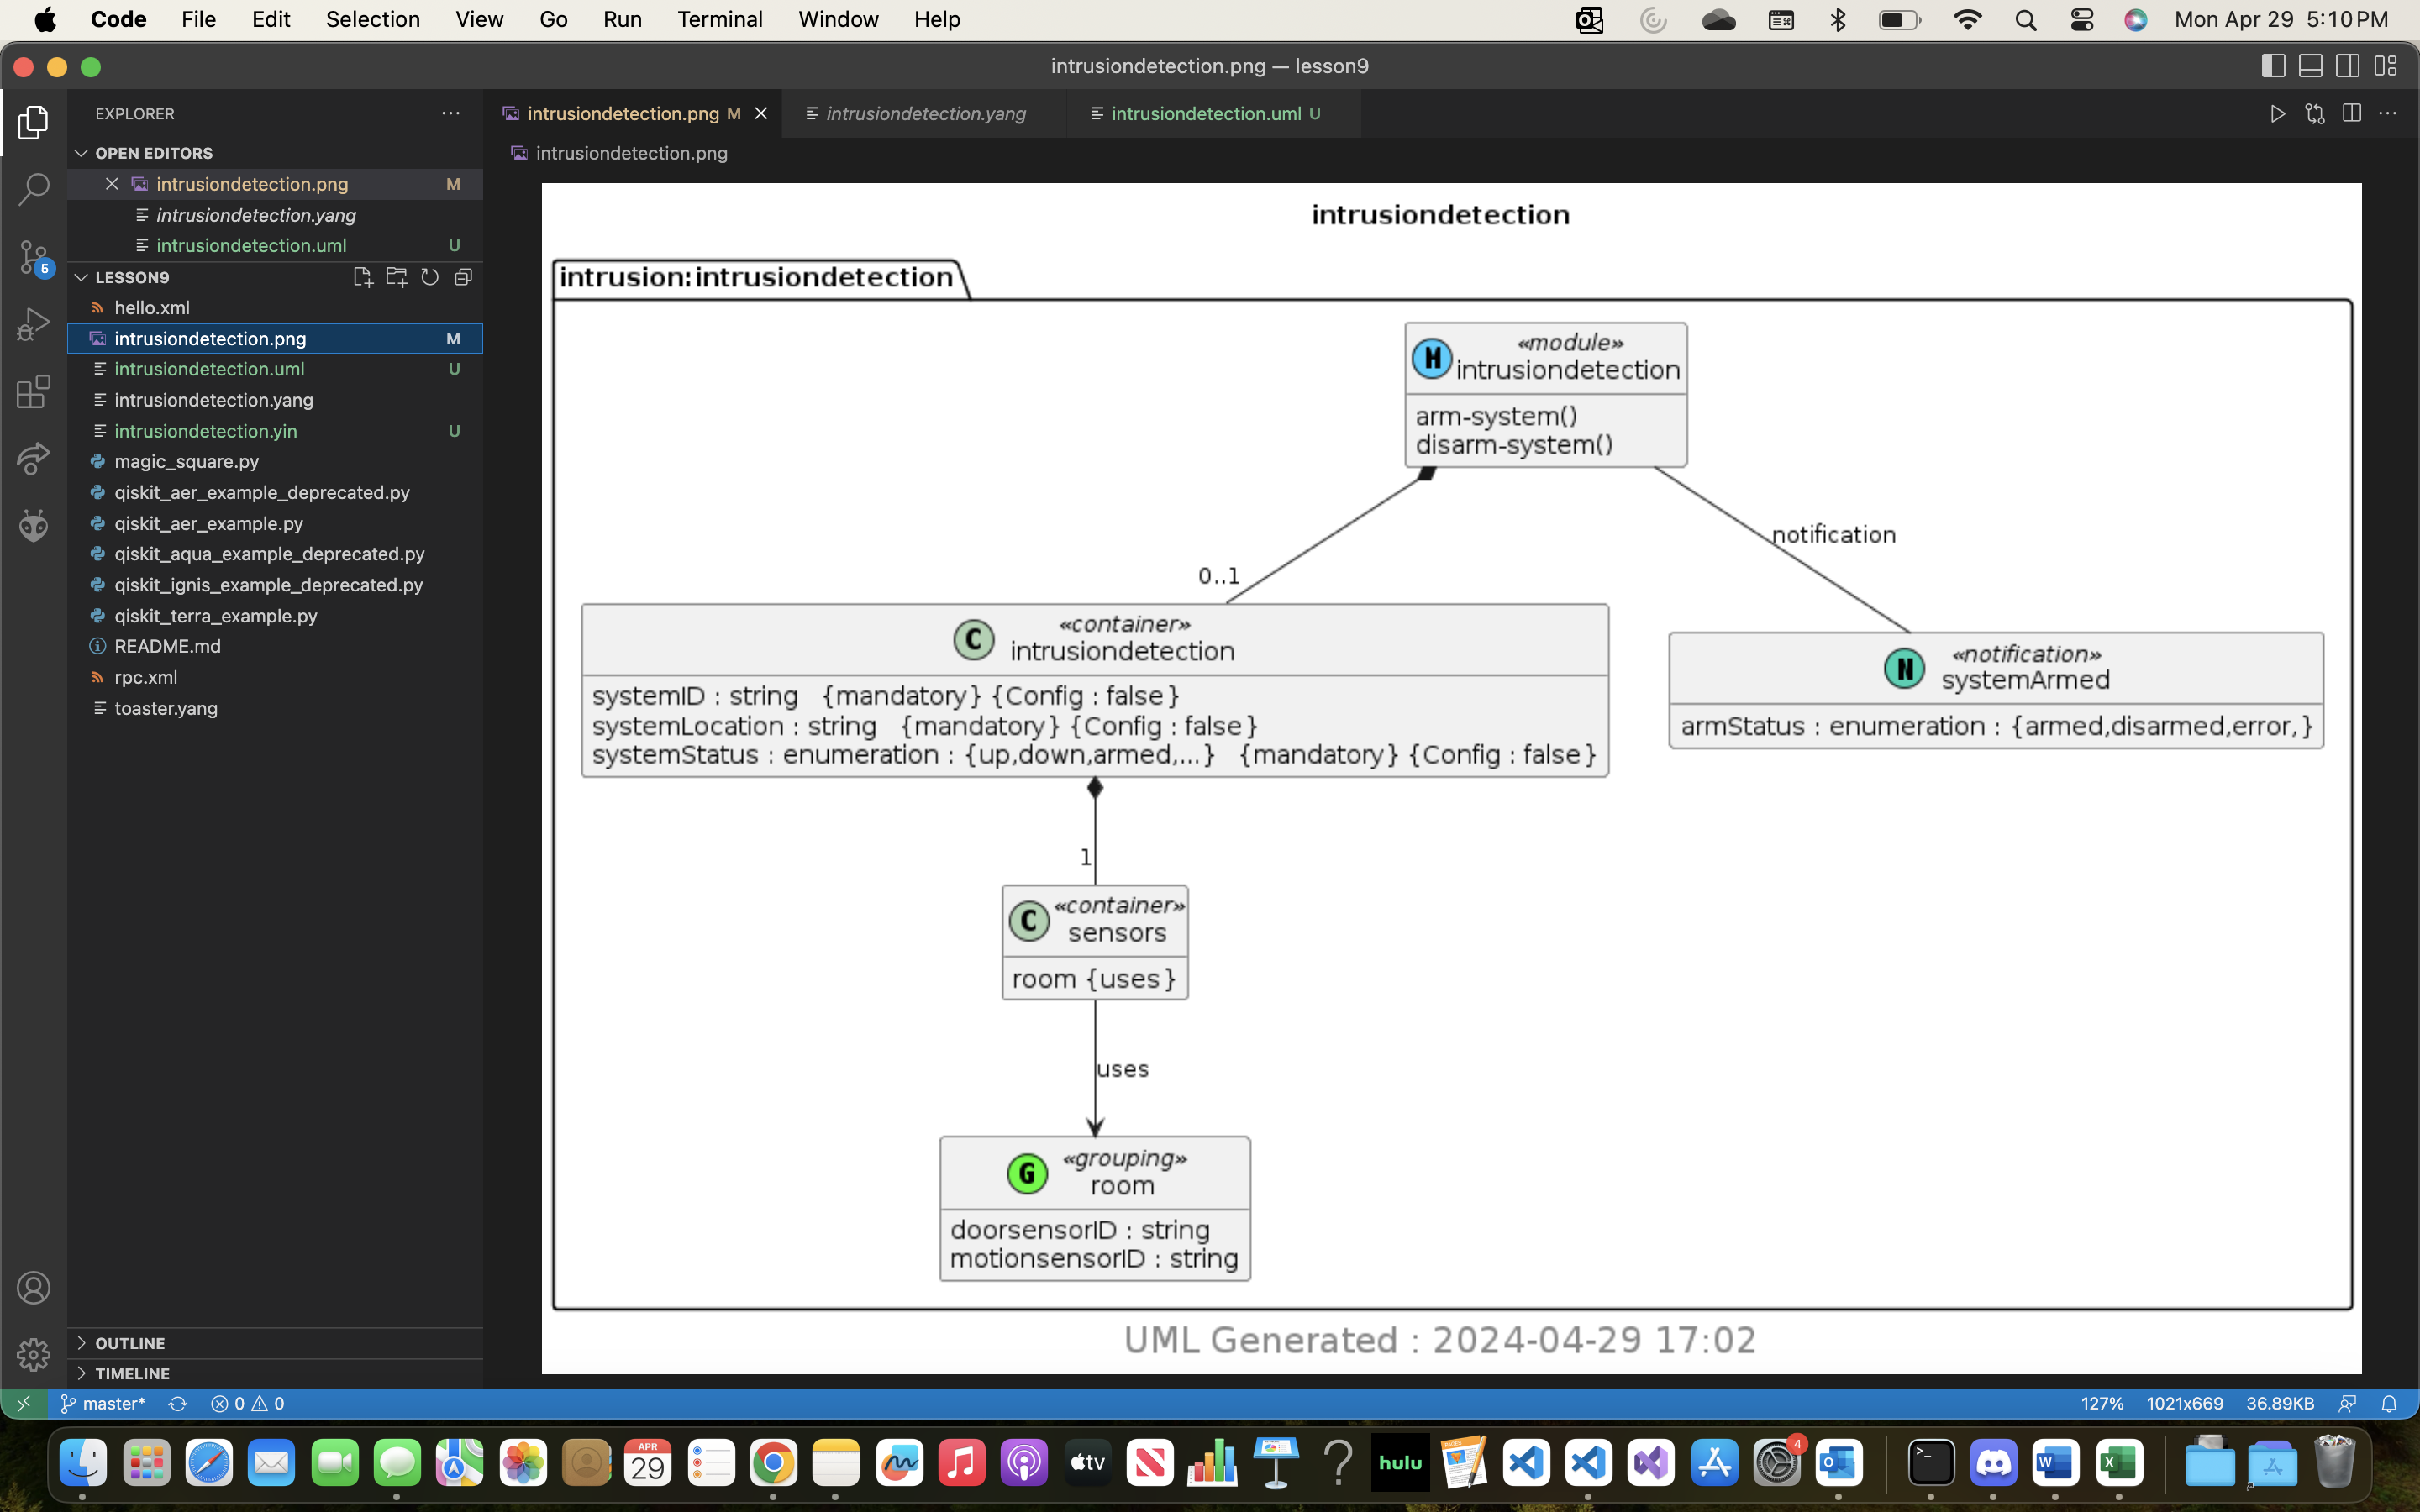 Code File Edit Selection View Go Run Terminal Window Help Mon Apr 29 5:10 PM
intrusiondetection.png — lesson9
EXPLORER
intrusiondetection.png M
intrusiondetection.yang
intrusiondetection.uml U
OPEN EDITORS
intrusiondetection.png
intrusiondetection.png M
intrusiondetection.yang
intrusiondetection.uml U
5
LESSON9
hello.xml
intrusiondetection.png M
intrusiondetection.uml U
intrusiondetection.yang
intrusiondetection.yin U
magic_square.py
qiskit_aer_example_deprecated.py
qiskit_aer_example.py
qiskit_aqua_example_deprecated.py
qiskit_ignis_example_deprecated.py
qiskit_terra_example.py
README.md
rpc.xml
toaster.yang
OUTLINE
TIMELINE
intrusiondetection
intrusion:intrusiondetection
M
«module»
intrusiondetection
arm-system()
disarm-system()
notification
0..1
C
«container»
intrusiondetection
systemID : string {mandatory} {Config : false}
systemLocation : string {mandatory} {Config : false}
systemStatus : enumeration : {up,down,armed,...} {mandatory} {Config : false}
N
«notification»
systemArmed
armStatus : enumeration : {armed,disarmed,error,}
1
C
«container»
sensors
room {uses}
uses
G
«grouping»
room
doorsensorID : string
motionsensorID : string
UML Generated : 2024-04-29 17:02
master* 0 0 127% 1021x669 36.89KB
APR
29
tv
hulu
4